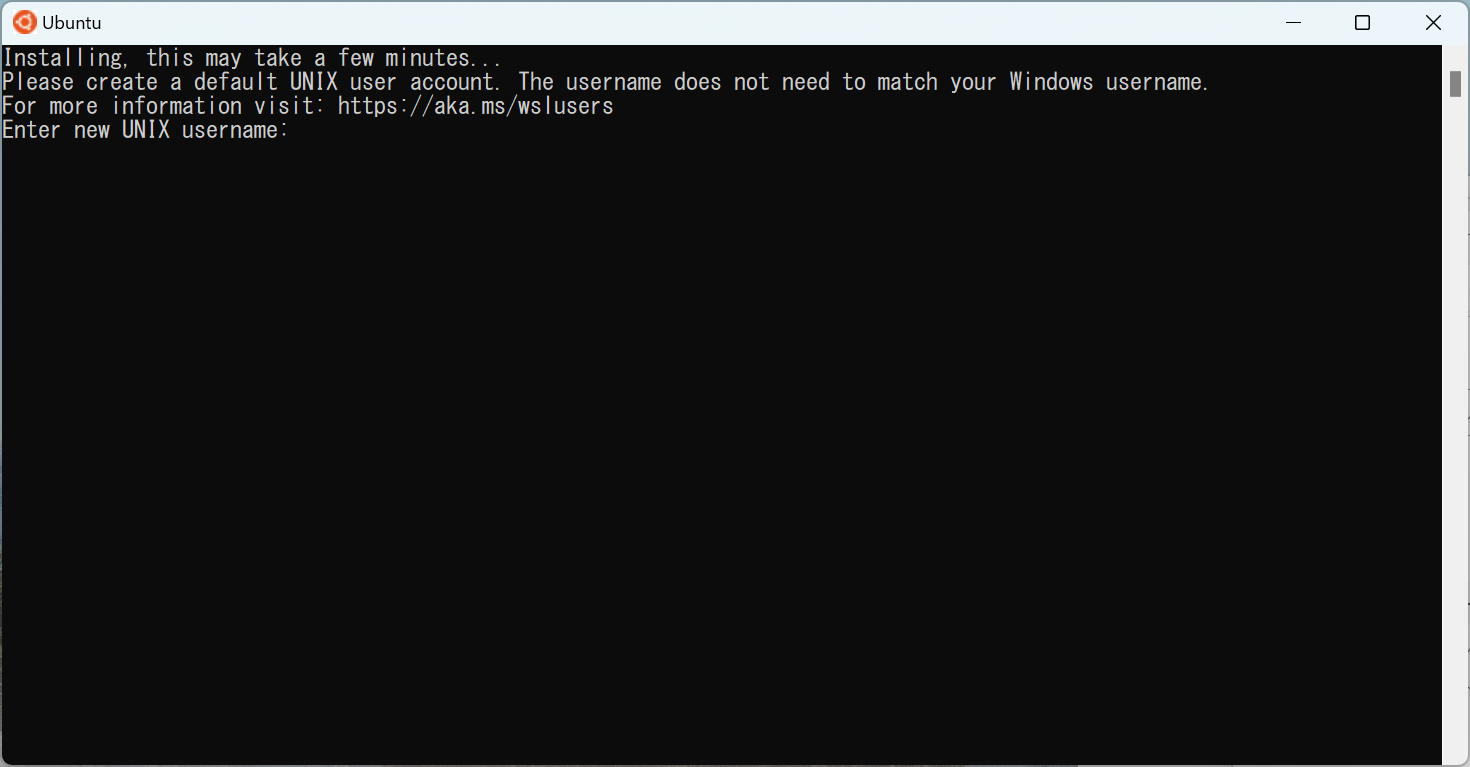 Ubuntu
Installing, this may take a few minutes...
Please create a default UNIX user account. The username does not need to match your Windows username.
For more information visit: https://aka.ms/wslusers
Enter new UNIX username: